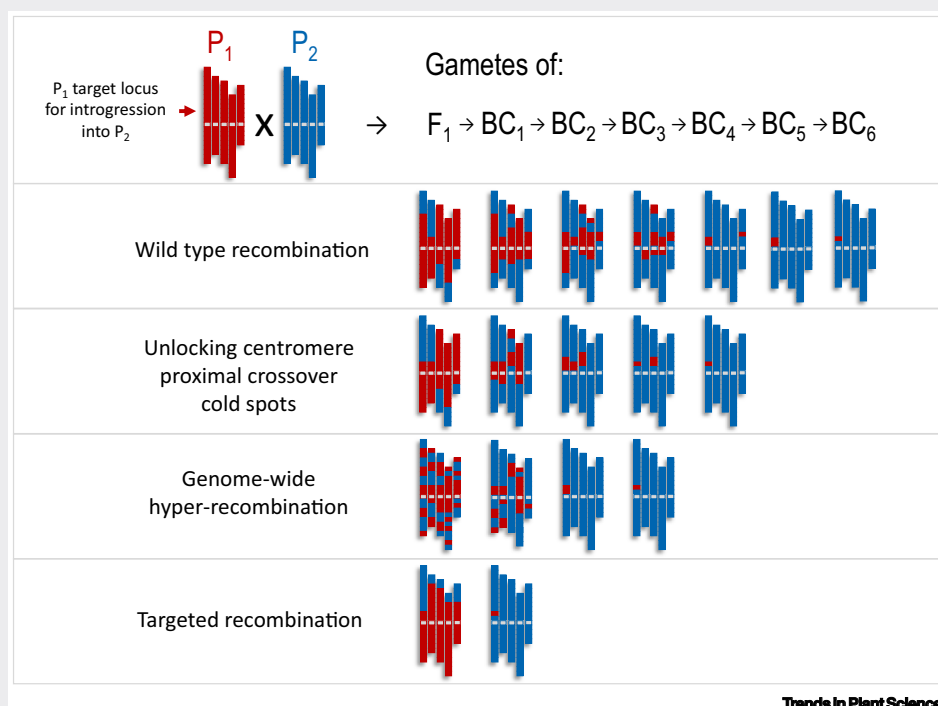 P₁ P₂
P₁ target locus
for introgression
into P₂
X
→
Gametes of:
F₁ → BC₁ → BC₂ → BC₃ → BC₄ → BC₅ → BC₆
Wild type recombination
Unlocking centromere
proximal crossover
cold spots
Genome-wide
hyper-recombination
Targeted recombination
Trends in Plant Science